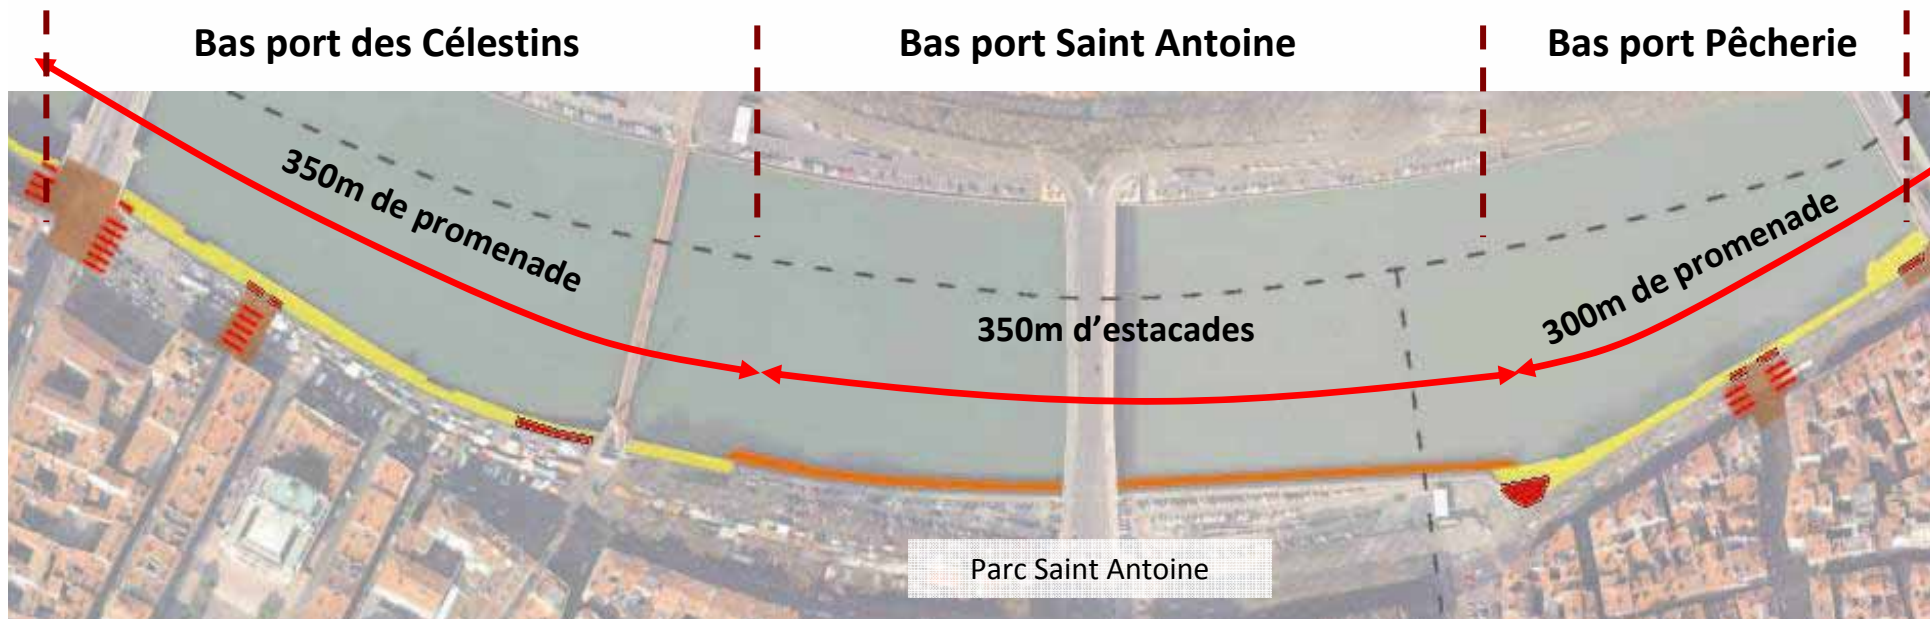 Bas port des Célestins
Bas port Saint Antoine
Bas port Pêcherie
350m de promenade
350m d’estacades
300m de promenade
Parc Saint Antoine